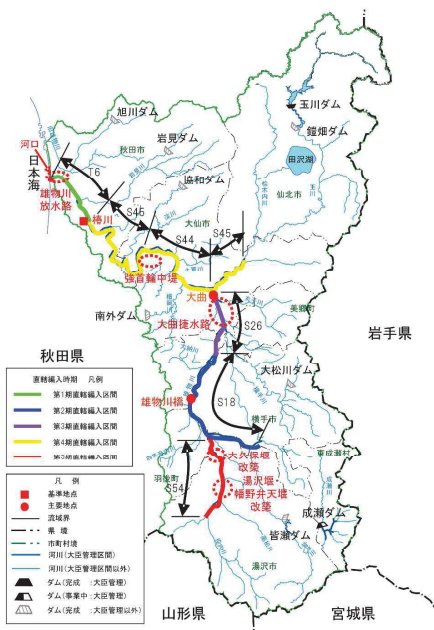 旭川ダム
岩見ダム
玉川ダム
鎧畑ダム
秋田市
河口
日本海
協和ダム
田沢湖
T6
仙北市
雄物川
放水路
S45
椿川
大仙市
S44
S45
強首輪中堤
大曲
美郷町
南外ダム
大曲捷水路
S26
岩手県
秋田県
大松川ダム
直轄編入時期 凡例
第1期直轄編入区間
第2期直轄編入区間
第3期直轄編入区間
第4期直轄編入区間
雄物川橋
S18
横手市
東成瀬村
羽後町
改築
湯沢堰
幡野弁天堰
改築
S54
成瀬ダム
皆瀬ダム
湯沢市
凡 例
基準地点
主要地点
流域界
県 境
市町村境
河川(大臣管理区間)
河川(大臣管理区間以外)
ダム(完成 :大臣管理)
ダム(事業中:大臣管理)
ダム(完成 :大臣管理以外)
山形県
宮城県